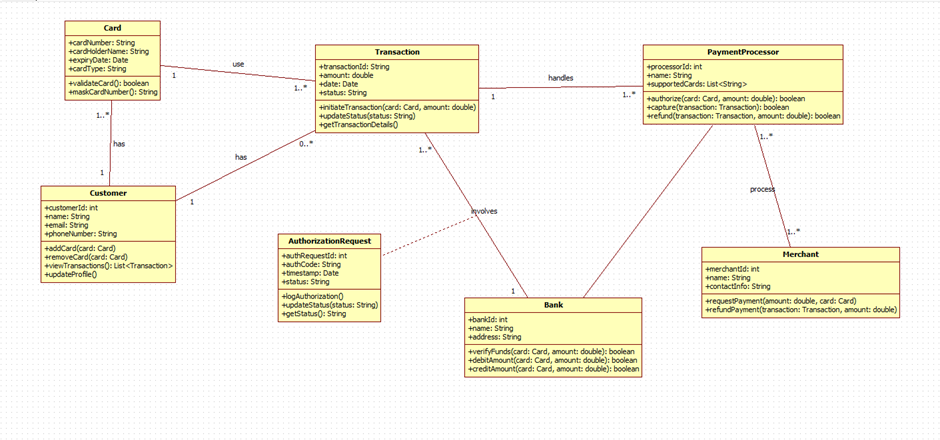 Card
+cardNumber: String
+cardHolderName: String
+expiryDate: Date
+cardType: String
+validateCard(): boolean
+maskCardNumber(): String
use
1
1..*
Transaction
+transactionId: String
+amount: double
+date: Date
+status: String
+initiateTransaction(card: Card, amount: double)
+updateStatus(status: String)
+getTransactionDetails()
handles
1
1..*
PaymentProcessor
+processorId: int
+name: String
+supportedCards: List<String>
+authorize(card: Card, amount: double): boolean
+capture(transaction: Transaction): boolean
+refund(transaction: Transaction, amount: double): boolean
1..*
has
1
0..*
has
1
1..*
involves
1
1..*
process
1..*
Customer
+customerId: int
+name: String
+email: String
+phoneNumber: String
+addCard(card: Card)
+removeCard(card: Card)
+viewTransactions(): List<Transaction>
+updateProfile()
AuthorizationRequest
+authRequestId: int
+authCode: String
+timestamp: Date
+status: String
+logAuthorization()
+updateStatus(status: String)
+getStatus(): String
Bank
+bankId: int
+name: String
+address: String
+verifyFunds(card: Card, amount: double): boolean
+debitAmount(card: Card, amount: double): boolean
+creditAmount(card: Card, amount: double): boolean
Merchant
+merchantId: int
+name: String
+contactInfo: String
+requestPayment(amount: double, card: Card)
+refundPayment(transaction: Transaction, amount: double)